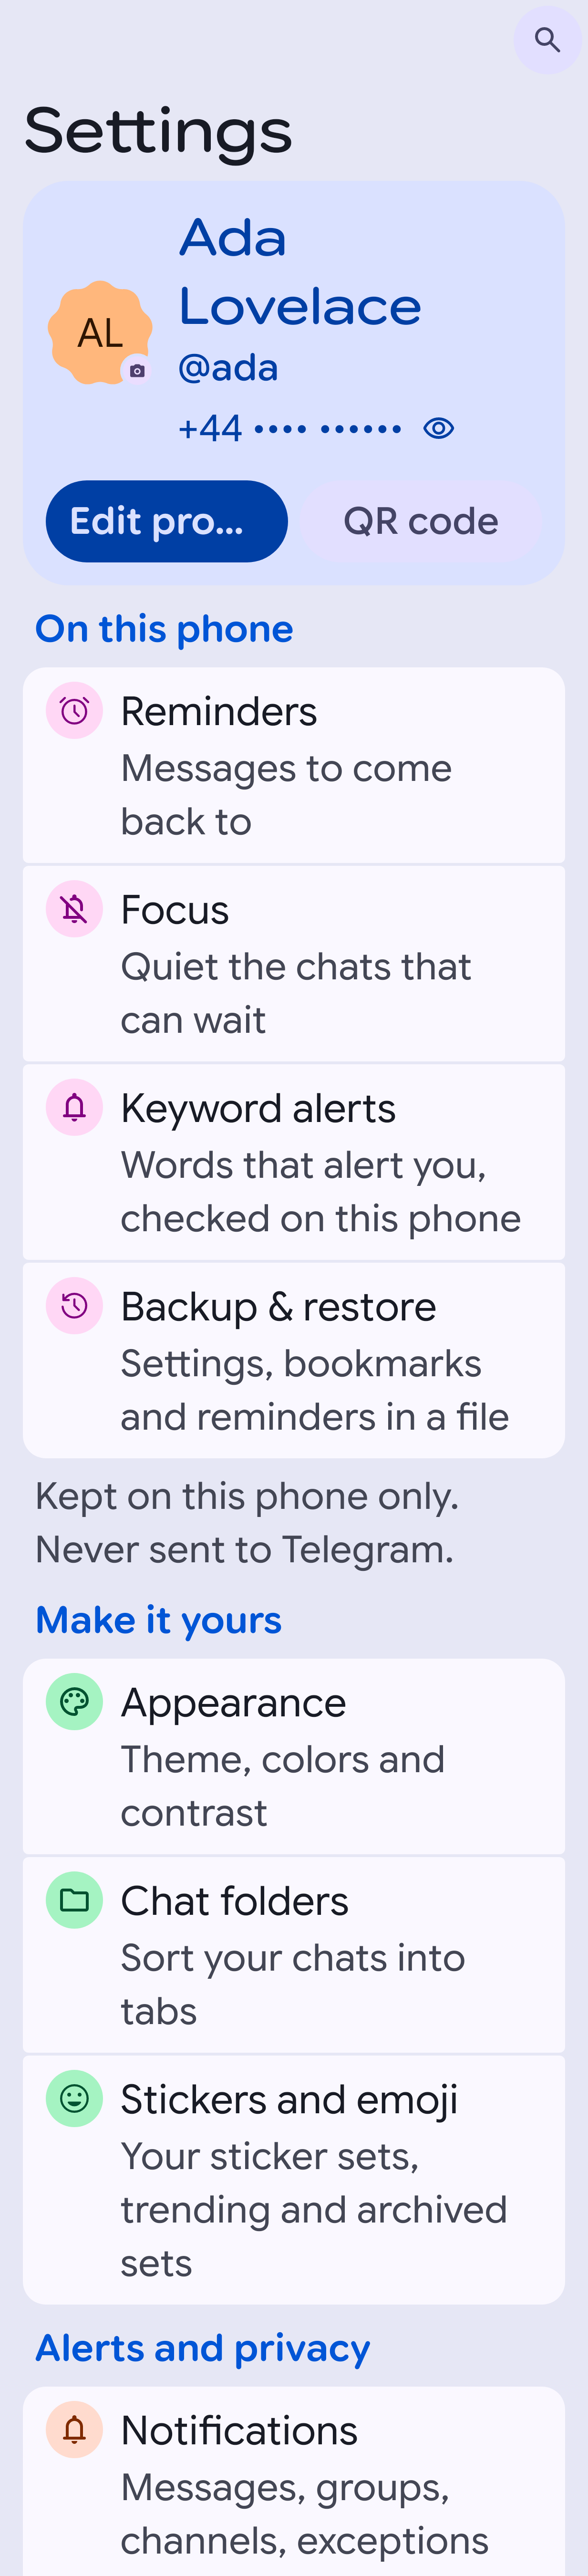 Settings
Ada
Lovelace
AL
@ada
+44 •••• ••••••
Edit pro...
QR code
On this phone
Reminders
Messages to come
back to
Focus
Quiet the chats that
can wait
Keyword alerts
Words that alert you,
checked on this phone
Backup & restore
Settings, bookmarks
and reminders in a file
Kept on this phone only.
Never sent to Telegram.
Make it yours
Appearance
Theme, colors and
contrast
Chat folders
Sort your chats into
tabs
Stickers and emoji
Your sticker sets,
trending and archived
sets
Alerts and privacy
Notifications
Messages, groups,
channels, exceptions